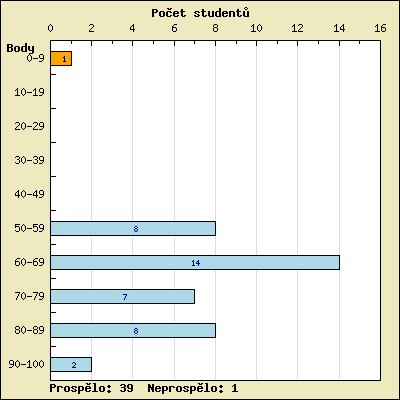 Počet studentů
0 2 4 6 8 10 12 14 16
Body
0-9 1
10-19
20-29
30-39
40-49
50-59 8
60-69 14
70-79 7
80-89 8
90-100 2
Prospělo: 39 Neprospělo: 1